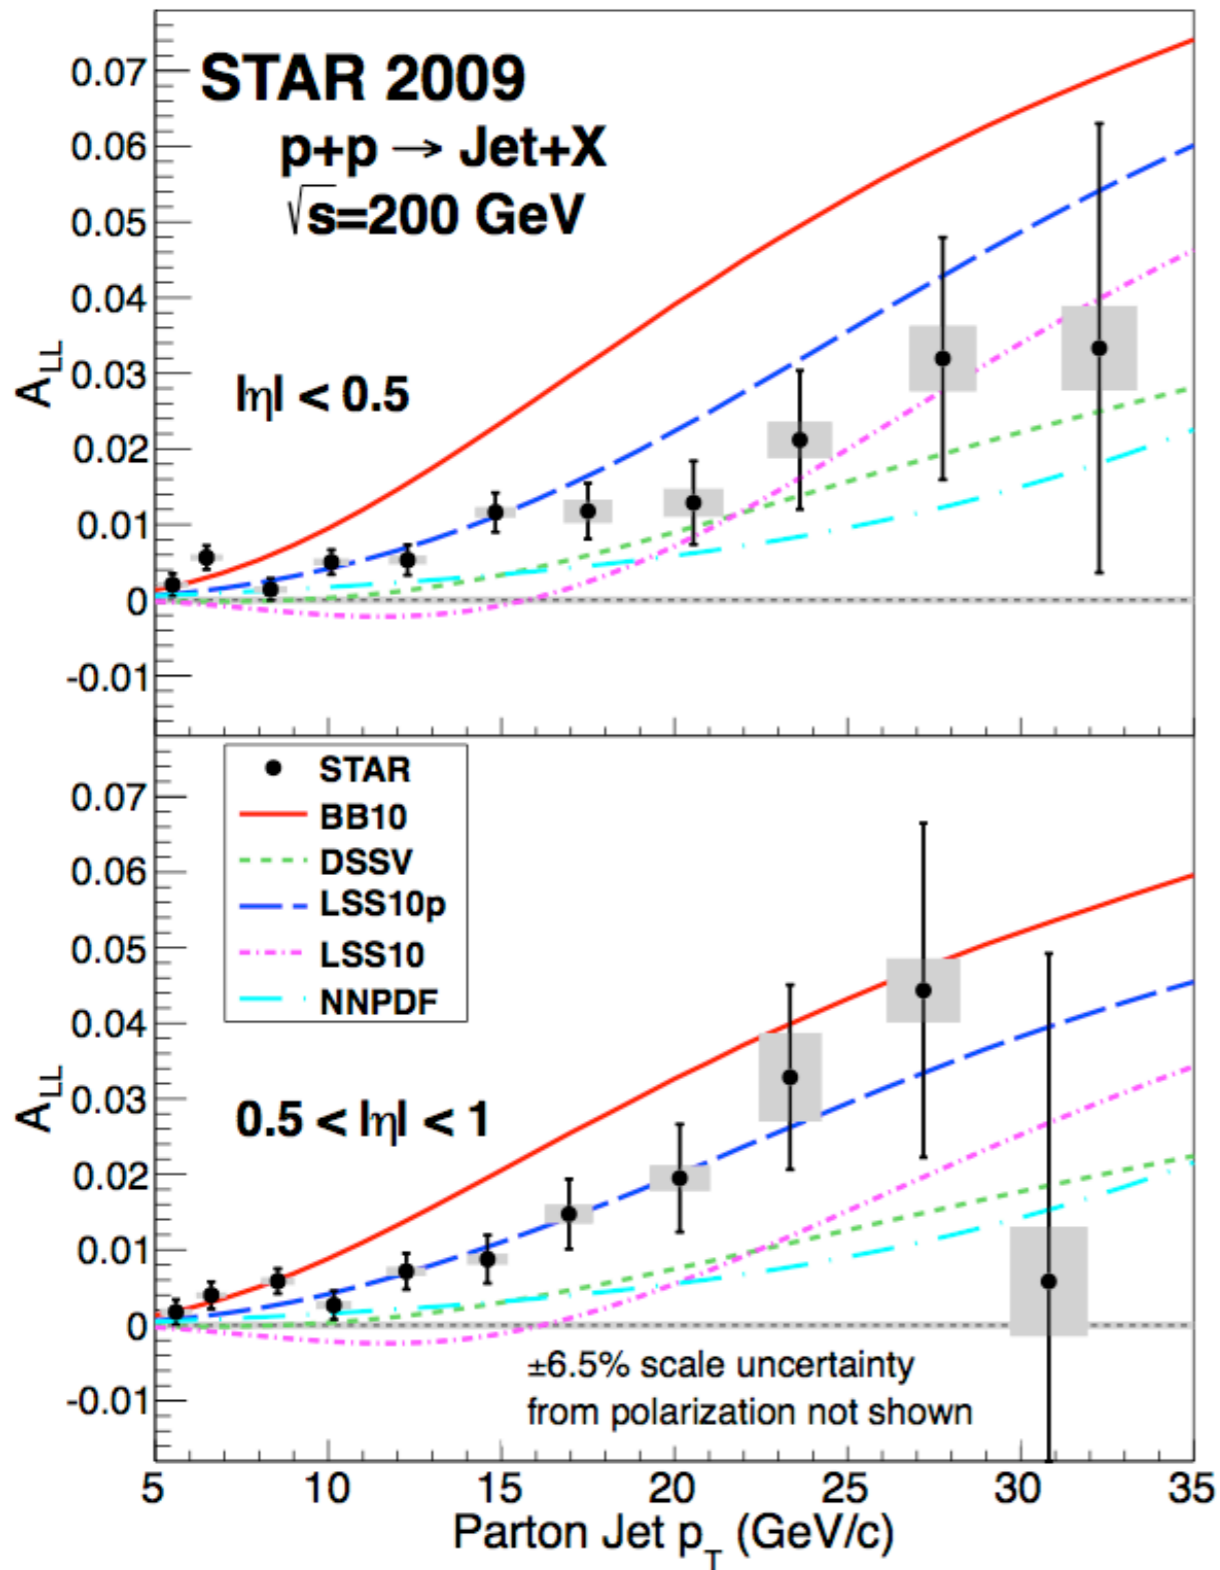 STAR 2009
p+p → Jet+X
√s=200 GeV
|η| < 0.5
A_LL
0.07
0.06
0.05
0.04
0.03
0.02
0.01
0
-0.01
STAR
BB10
DSSV
LSS10p
LSS10
NNPDF
0.5 < |η| < 1
±6.5% scale uncertainty
from polarization not shown
A_LL
0.07
0.06
0.05
0.04
0.03
0.02
0.01
0
-0.01
5 10 15 20 25 30 35
Parton Jet p_T (GeV/c)